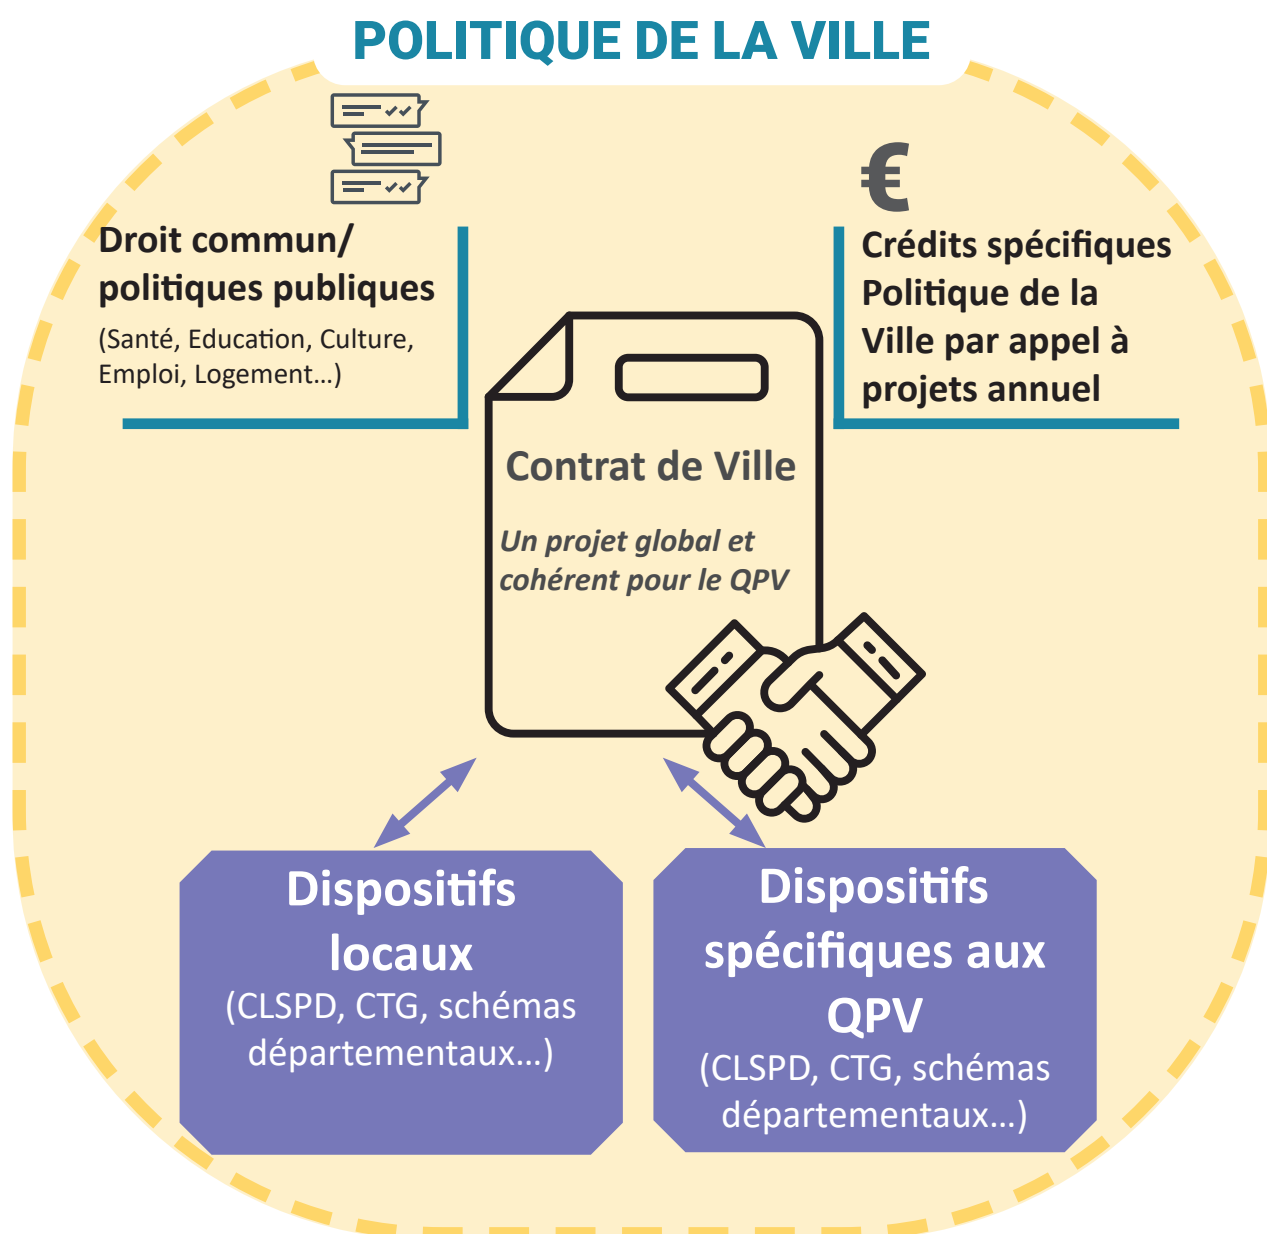 POLITIQUE DE LA VILLE
Droit commun/
politiques publiques
(Santé, Education, Culture,
Emploi, Logement...)
€
Crédits spécifiques
Politique de la
Ville par appel à
projets annuel
Contrat de Ville
Un projet global et
cohérent pour le QPV
Dispositifs
locaux
(CLSPD, CTG, schémas
départementaux...)
Dispositifs
spécifiques aux
QPV
(CLSPD, CTG, schémas
départementaux...)